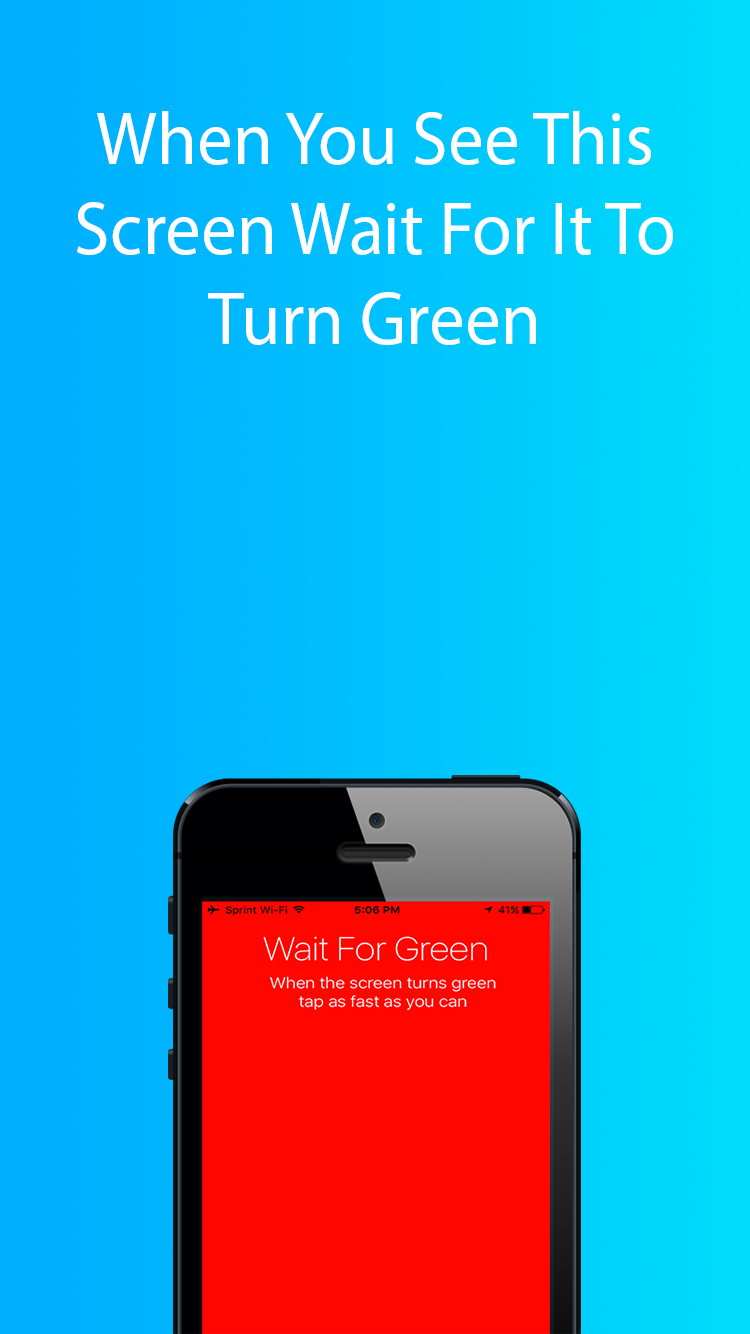 When You See This
Screen Wait For It To
Turn Green
Sprint Wi-Fi 5:06 PM 41%
Wait For Green
When the screen turns green
tap as fast as you can